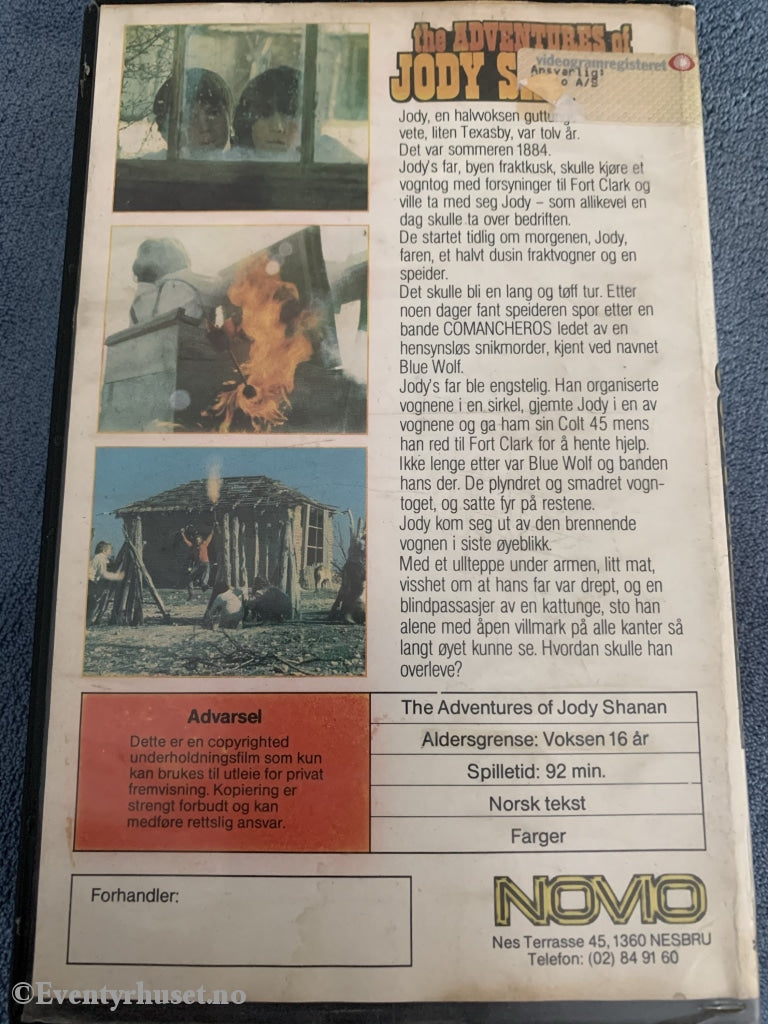 the ADVENTURES of
JODY
videogramregisteret
Ansvarlig:
o A/S
Jody, en halvvoksen
vete, liten Texasby, var tolv år.
Det var sommeren 1884.
Jody's far, byen fraktkusk, skulle kjøre et
vogntog med forsyninger til Fort Clark og
ville ta med seg Jody – som allikevel en
dag skulle ta over bedriften.
De startet tidlig om morgenen, Jody,
faren, et halvt dusin fraktvogner og en
speider.
Det skulle bli en lang og tøff tur. Etter
noen dager fant speideren spor etter en
bande COMANCHEROS ledet av en
hensynsløs snikmorder, kjent ved navnet
Blue Wolf.
Jody's far ble engstelig. Han organiserte
vognene i en sirkel, gjemte Jody i en av
vognene og ga ham sin Colt 45 mens
han red til Fort Clark for å hente hjelp.
Ikke lenge etter var Blue Wolf og banden
hans der. De plyndret og smadret vogn-
toget, og satte fyr på restene.
Jody kom seg ut av den brennende
vognen i siste øyeblikk.
Med et ullteppe under armen, litt mat,
visshet om at hans far var drept, og en
blindpassasjer av en kattunge, sto han
alene med åpen villmark på alle kanter så
langt øyet kunne se. Hvordan skulle han
overleve?
Advarsel
Dette er en copyrighted
underholdningsfilm som kun
kan brukes til utleie for privat
fremvisning. Kopiering er
strengt forbudt og kan
medføre rettslig ansvar.
The Adventures of Jody Shanan
Aldersgrense: Voksen 16 år
Spilletid: 92 min.
Norsk tekst
Farger
Forhandler:
NOVIO
Nes Terrasse 45, 1360 NESBRU
Telefon: (02) 84 91 60
©Eventyrhuset.no